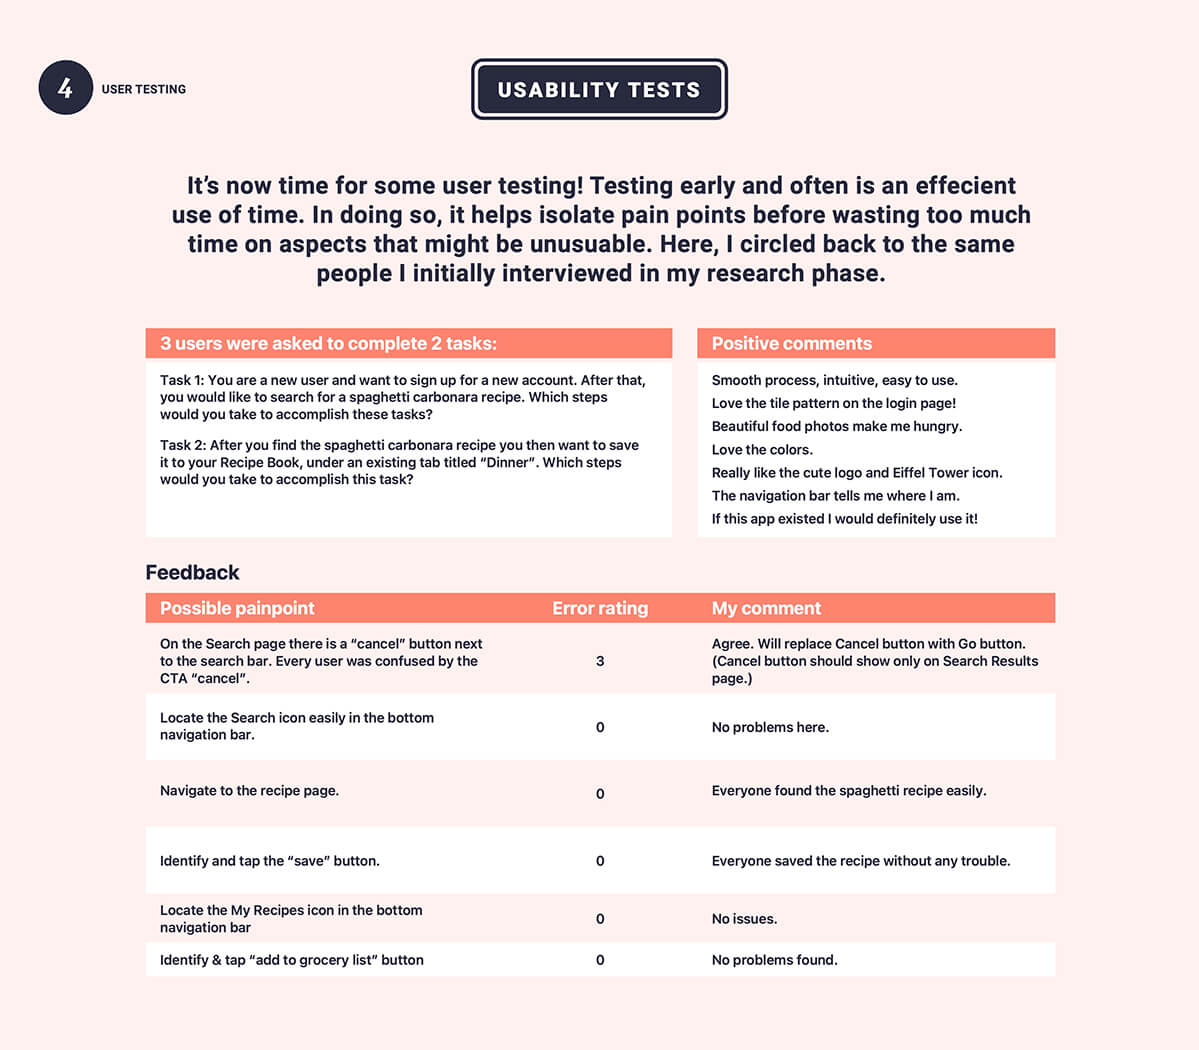 4
USER TESTING
USABILITY TESTS
It’s now time for some user testing! Testing early and often is an effecient
use of time. In doing so, it helps isolate pain points before wasting too much
time on aspects that might be unusuable. Here, I circled back to the same
people I initially interviewed in my research phase.
3 users were asked to complete 2 tasks:
Task 1: You are a new user and want to sign up for a new account. After that,
you would like to search for a spaghetti carbonara recipe. Which steps
would you take to accomplish these tasks?
Task 2: After you find the spaghetti carbonara recipe you then want to save
it to your Recipe Book, under an existing tab titled “Dinner”. Which steps
would you take to accomplish this task?
Positive comments
Smooth process, intuitive, easy to use.
Love the tile pattern on the login page!
Beautiful food photos make me hungry.
Love the colors.
Really like the cute logo and Eiffel Tower icon.
The navigation bar tells me where I am.
If this app existed I would definitely use it!
Feedback
Possible painpoint
Error rating
My comment
On the Search page there is a “cancel” button next
to the search bar. Every user was confused by the
CTA “cancel”.
3
Agree. Will replace Cancel button with Go button.
(Cancel button should show only on Search Results
page.)
Locate the Search icon easily in the bottom
navigation bar.
0
No problems here.
Navigate to the recipe page.
0
Everyone found the spaghetti recipe easily.
Identify and tap the “save” button.
0
Everyone saved the recipe without any trouble.
Locate the My Recipes icon in the bottom
navigation bar
0
No issues.
Identify & tap “add to grocery list” button
0
No problems found.